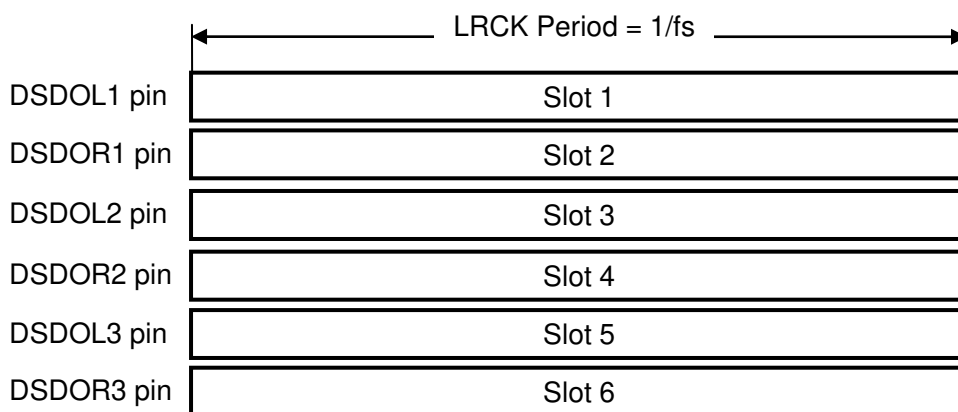 LRCK Period = 1/fs
DSDOL1 pin Slot 1
DSDOR1 pin Slot 2
DSDOL2 pin Slot 3
DSDOR2 pin Slot 4
DSDOL3 pin Slot 5
DSDOR3 pin Slot 6